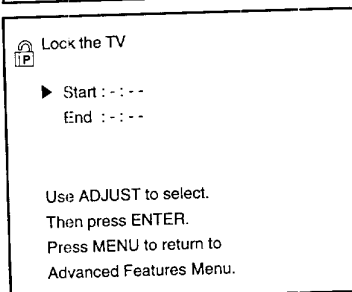 Lock the TV
IP
▶ Start : - : - -
End : - : - -
Use ADJUST to select.
Then press ENTER.
Press MENU to return to
Advanced Features Menu.